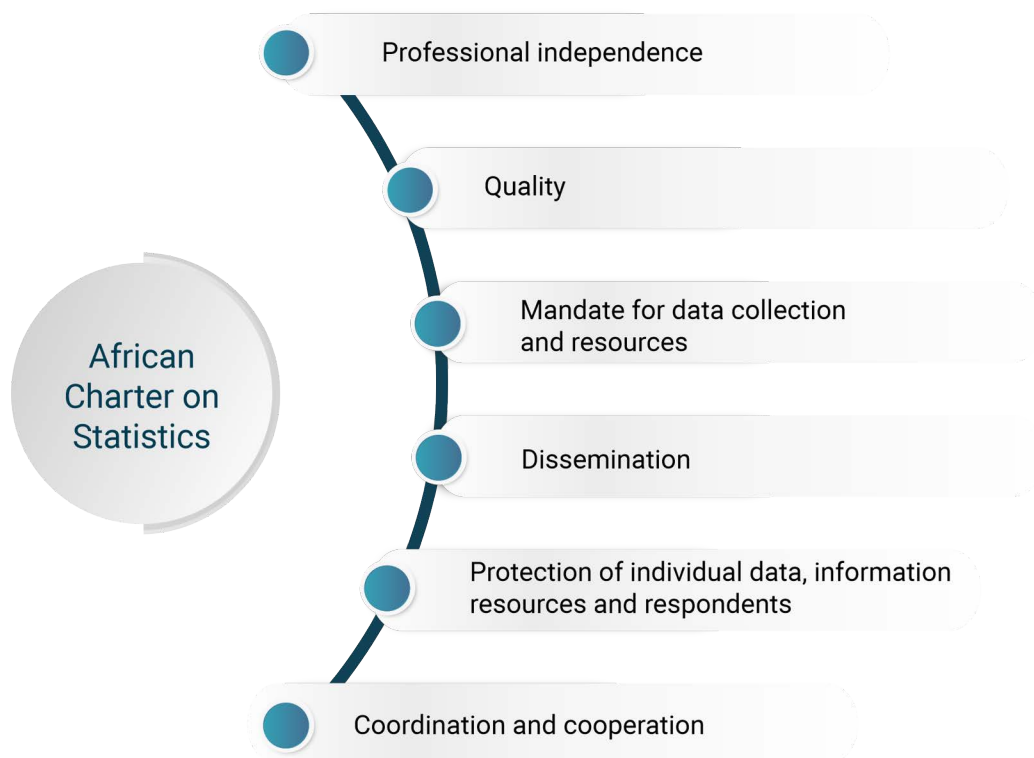 African
Charter on
Statistics
Professional independence
Quality
Mandate for data collection
and resources
Dissemination
Protection of individual data, information
resources and respondents
Coordination and cooperation